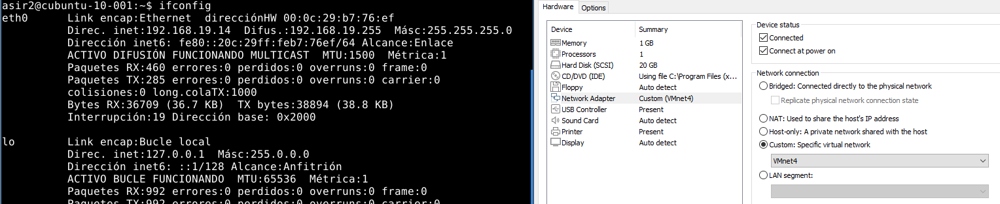 asir2@cubuntu-10-001:~$ ifconfig
eth0 Link encap:Ethernet direcciónHW 00:0c:29:b7:76:ef
Direc. inet:192.168.19.14 Difus.:192.168.19.255 Másc:255.255.255.0
Dirección inet6: fe80::20c:29ff:feb7:76ef/64 Alcance:Enlace
ACTIVO DIFUSIÓN FUNCIONANDO MULTICAST MTU:1500 Métrica:1
Paquetes RX:460 errores:0 perdidos:0 overruns:0 frame:0
Paquetes TX:285 errores:0 perdidos:0 overruns:0 carrier:0
colisiones:0 long.colaTX:1000
Bytes RX:36709 (36.7 KB) TX bytes:38894 (38.8 KB)
Interrupción:19 Dirección base: 0x2000
lo Link encap:Bucle local
Direc. inet:127.0.0.1 Másc:255.0.0.0
Dirección inet6: ::1/128 Alcance:Anfitrión
ACTIVO BUCLE FUNCIONANDO MTU:65536 Métrica:1
Paquetes RX:992 errores:0 perdidos:0 overruns:0 frame:0
Paquetes TX:992 errores:0 perdidos:0 overruns:0 carrier:0
Hardware Options
Device Summary
Memory 1 GB
Processors 1
Hard Disk (SCSI) 20 GB
CD/DVD (IDE) Using file C:\Program Files (x...
Floppy Auto detect
Network Adapter Custom (VMnet4)
USB Controller Present
Sound Card Auto detect
Printer Present
Display Auto detect
Device status
Connected
Connect at power on
Network connection
Bridged: Connected directly to the physical network
Replicate physical network connection state
NAT: Used to share the host's IP address
Host-only: A private network shared with the host
Custom: Specific virtual network
VMnet4
LAN segment: